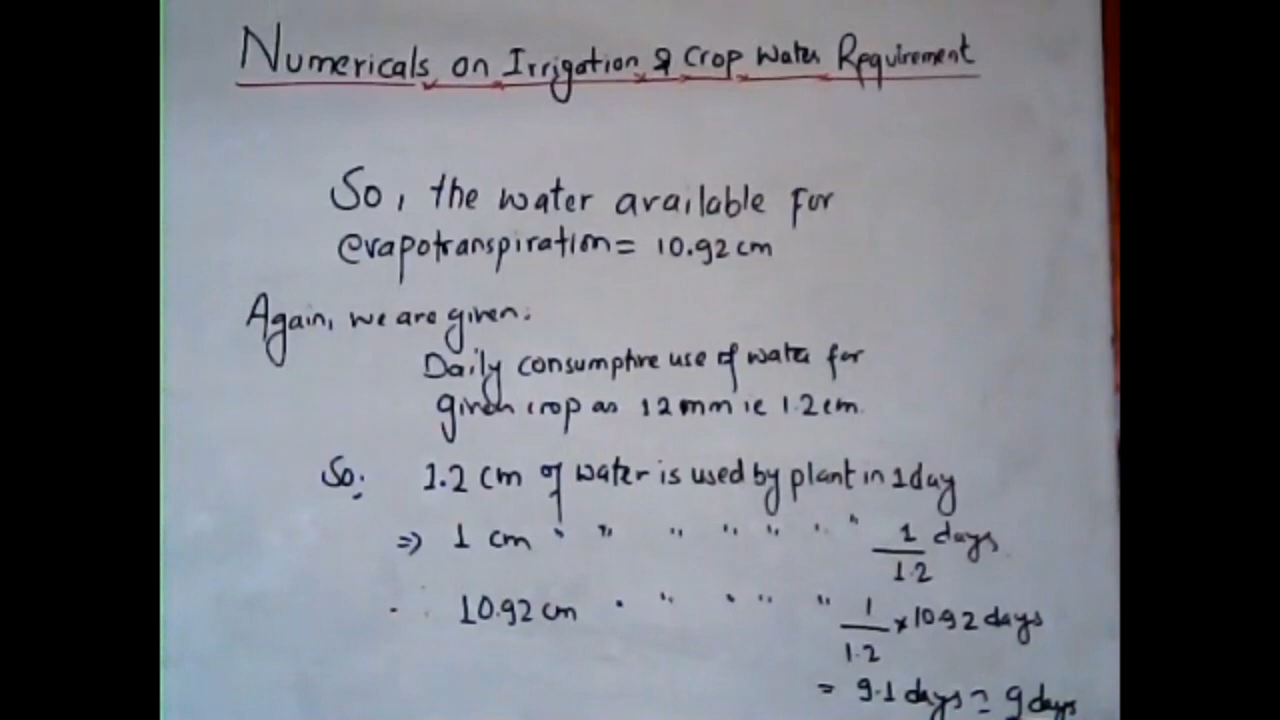 Numericals on Irrigation & Crop Water Requirement
So, the water available for
evapotranspiration = 10.92 cm
Again, we are given:
Daily consumptive use of water for
given crop as 12 mm ie 1.2 cm.
So: 1.2 cm of water is used by plant in 1 day
=> 1 cm " " " " " " " 1/1.2 days
10.92 cm " " " " " 1/1.2 × 10.92 days
= 9.1 days ≃ 9 days